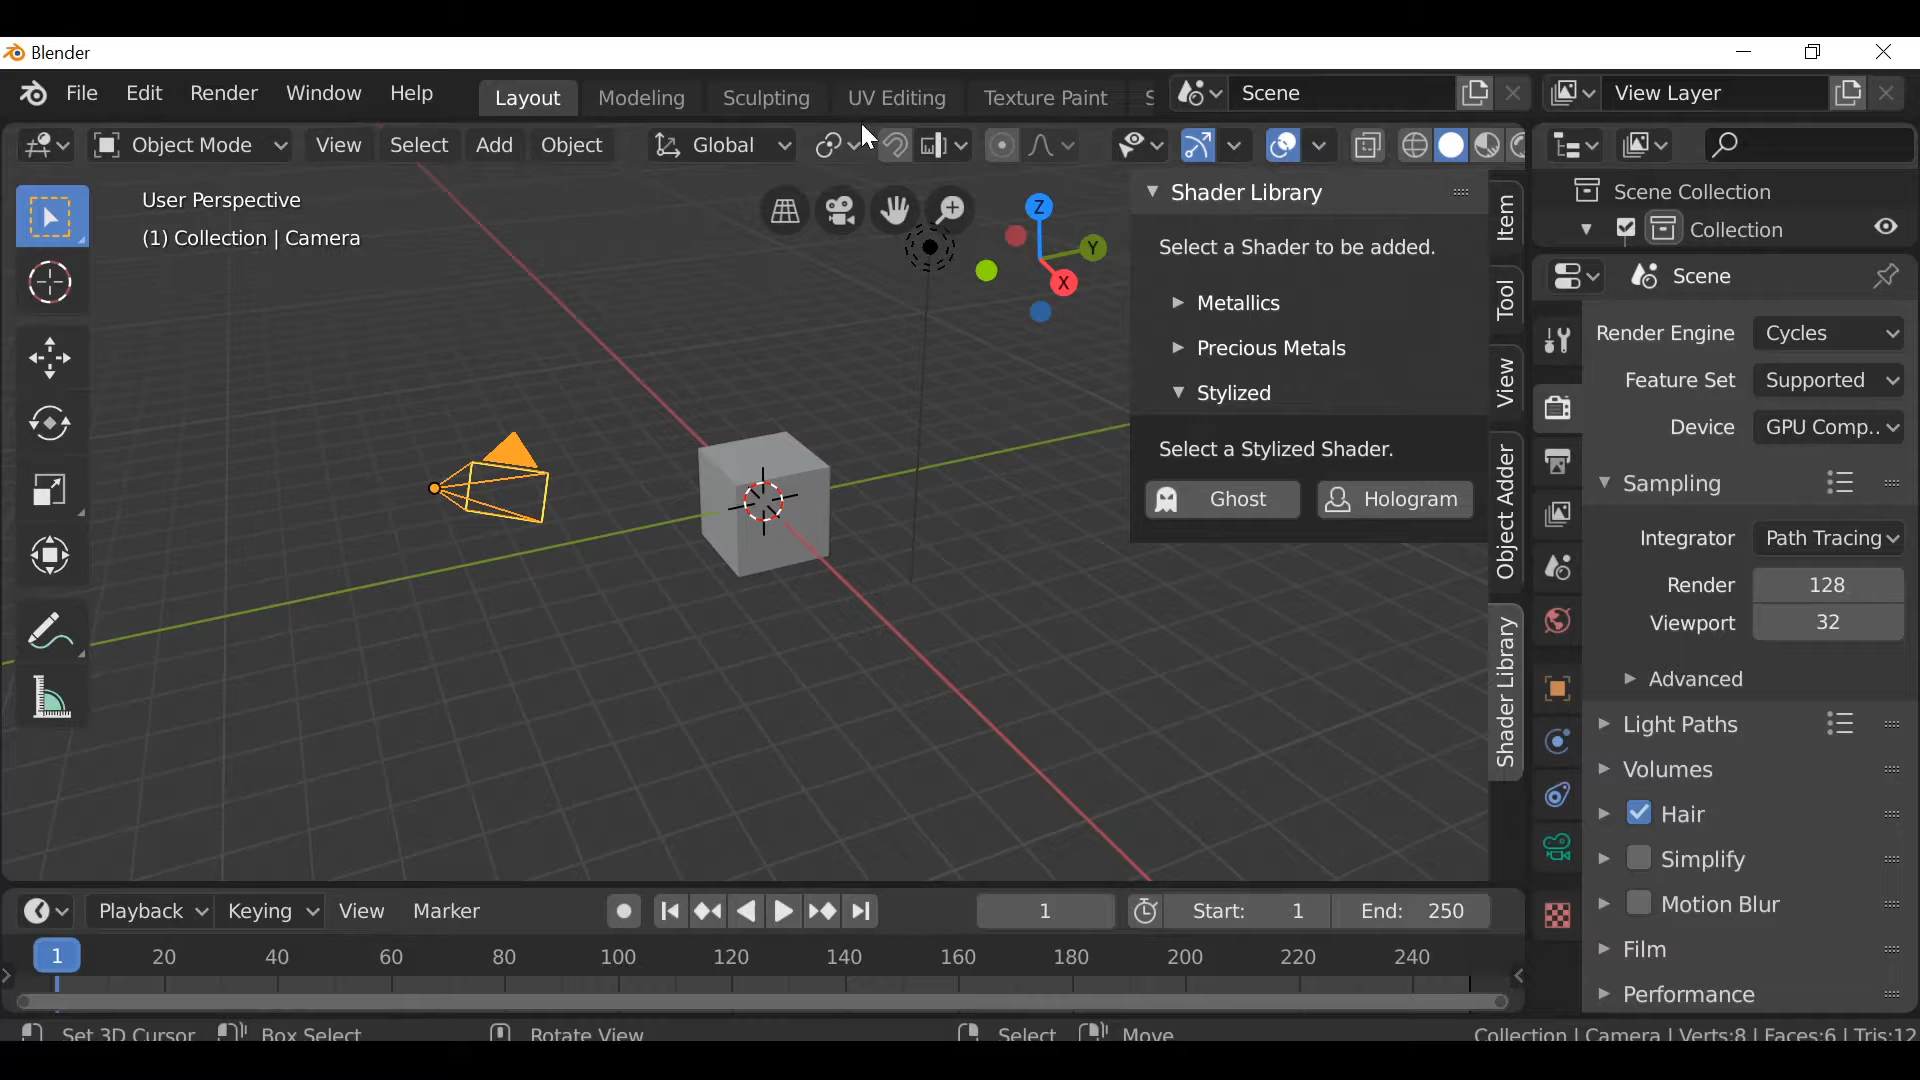 Blender
File Edit Render Window Help Layout Modeling Sculpting UV Editing Texture Paint Scene View Layer
Object Mode View Select Add Object Global
User Perspective
(1) Collection | Camera
Z
Y
X
Shader Library
Select a Shader to be added.
Metallics
Precious Metals
Stylized
Select a Stylized Shader.
Ghost Hologram
Item
Tool
View
Object Adder
Shader Library
Scene Collection
Collection
Scene
Render Engine Cycles
Feature Set Supported
Device GPU Comp..
Sampling
Integrator Path Tracing
Render 128
Viewport 32
Advanced
Light Paths
Volumes
Hair
Simplify
Motion Blur
Film
Performance
Playback Keying View Marker 1 Start: 1 End: 250
1 20 40 60 80 100 120 140 160 180 200 220 240
Set 3D Cursor Box Select Rotate View Select Move Collection | Camera | Verts:8 | Faces:6 | Tris:12